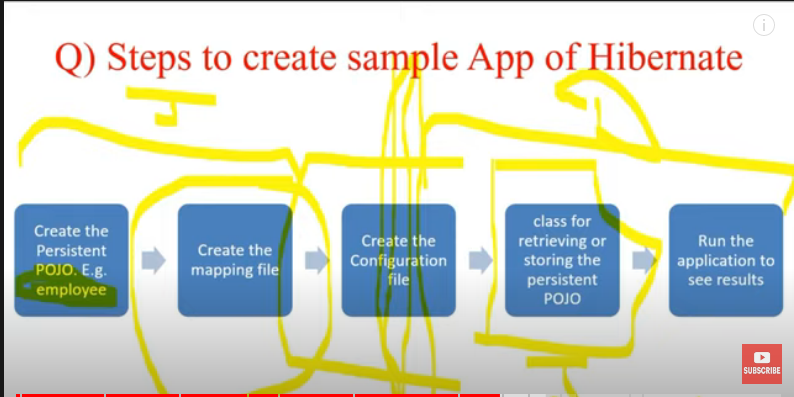 Q) Steps to create sample App of Hibernate
Create the
Persistent
POJO. E.g.
employee
Create the
mapping file
Create the
Configuration
file
class for
retrieving or
storing the
persistent
POJO
Run the
application to
see results
SUBSCRIBE